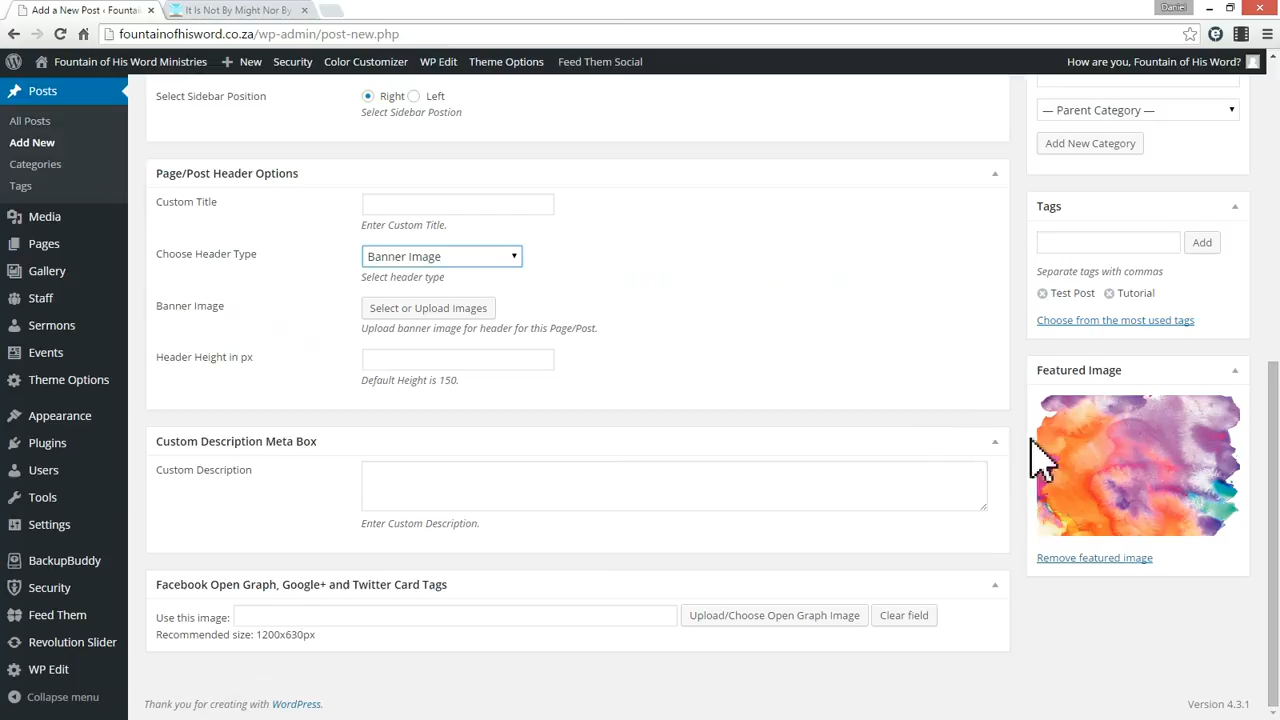 Add a New Post ‹ Fountain
It Is Not By Might Nor By
Daniel
fountainofhisword.co.za/wp-admin/post-new.php
Fountain of His Word Ministries
New
Security
Color Customizer
WP Edit
Theme Options
Feed Them Social
How are you, Fountain of His Word?
Posts
All Posts
Add New
Categories
Tags
Media
Pages
Gallery
Staff
Sermons
Events
Theme Options
Appearance
Plugins
Users
Tools
Settings
BackupBuddy
Security
Feed Them
Revolution Slider
WP Edit
Collapse menu
Select Sidebar Position
Right
Left
Select Sidebar Postion
Page/Post Header Options
Custom Title
Enter Custom Title.
Choose Header Type
Banner Image
Select header type
Banner Image
Select or Upload Images
Upload banner image for header for this Page/Post.
Header Height in px
Default Height is 150.
Custom Description Meta Box
Custom Description
Enter Custom Description.
Facebook Open Graph, Google+ and Twitter Card Tags
Use this image:
Upload/Choose Open Graph Image
Clear field
Recommended size: 1200x630px
Thank you for creating with WordPress.
— Parent Category —
Add New Category
Tags
Add
Separate tags with commas
Test Post
Tutorial
Choose from the most used tags
Featured Image
Remove featured image
Version 4.3.1